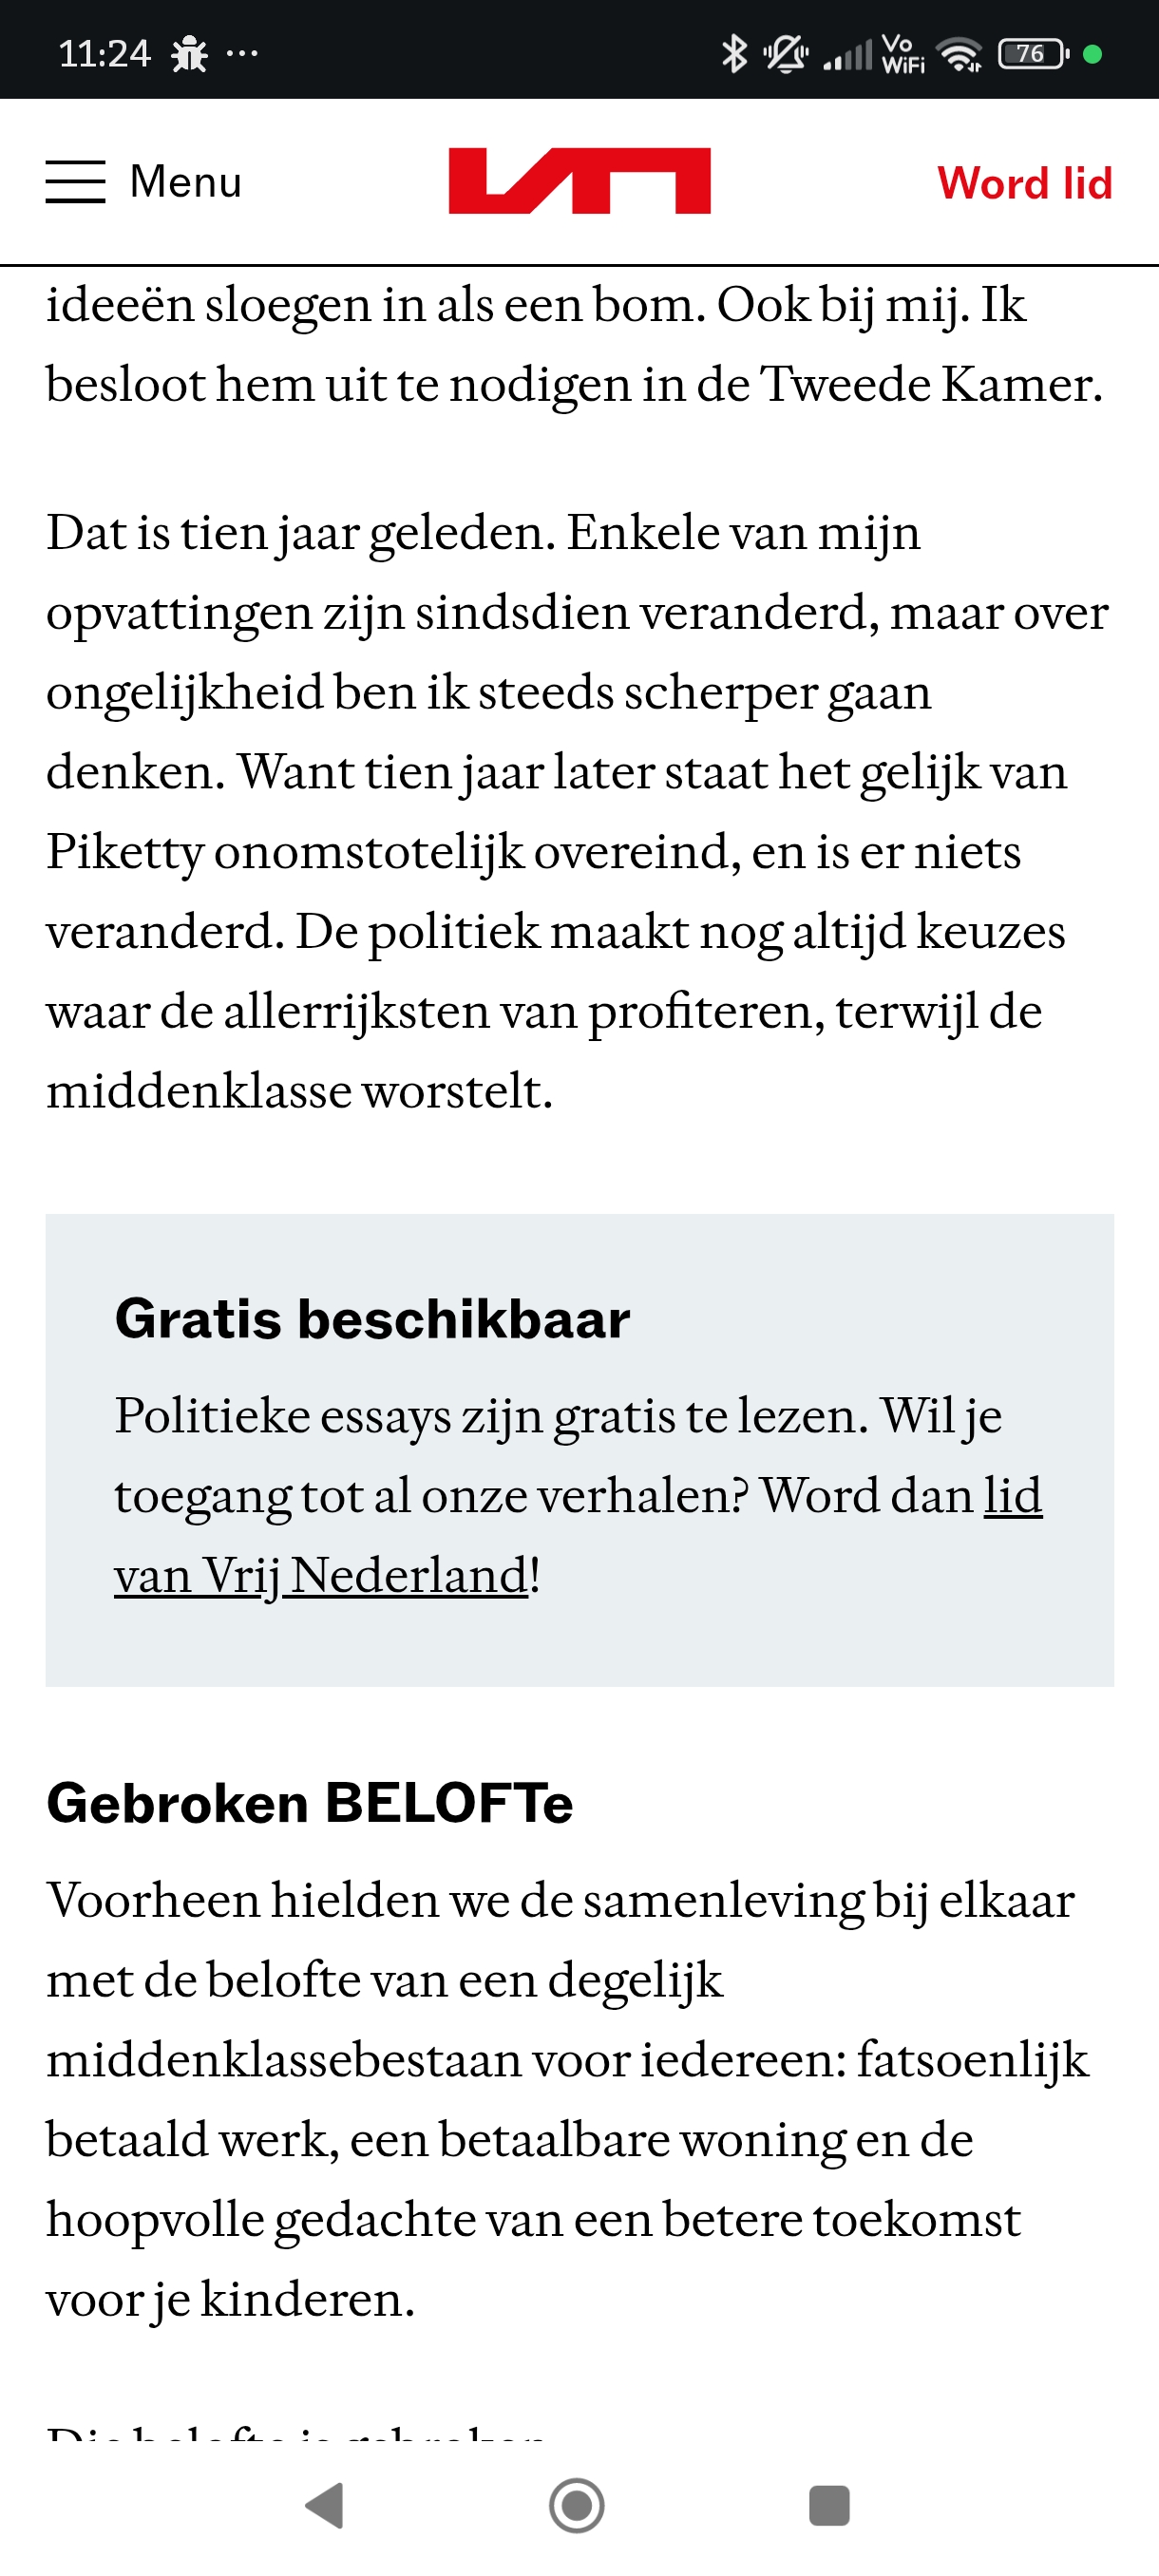 11:24
Vo
WiFi
76
Menu
VN
Word lid
ideeën sloegen in als een bom. Ook bij mij. Ik
besloot hem uit te nodigen in de Tweede Kamer.
Dat is tien jaar geleden. Enkele van mijn
opvattingen zijn sindsdien veranderd, maar over
ongelijkheid ben ik steeds scherper gaan
denken. Want tien jaar later staat het gelijk van
Piketty onomstotelijk overeind, en is er niets
veranderd. De politiek maakt nog altijd keuzes
waar de allerrijksten van profiteren, terwijl de
middenklasse worstelt.
Gratis beschikbaar
Politieke essays zijn gratis te lezen. Wil je
toegang tot al onze verhalen? Word dan lid
van Vrij Nederland!
Gebroken BELOFTe
Voorheen hielden we de samenleving bij elkaar
met de belofte van een degelijk
middenklassebestaan voor iedereen: fatsoenlijk
betaald werk, een betaalbare woning en de
hoopvolle gedachte van een betere toekomst
voor je kinderen.
Die belofte is gebroken